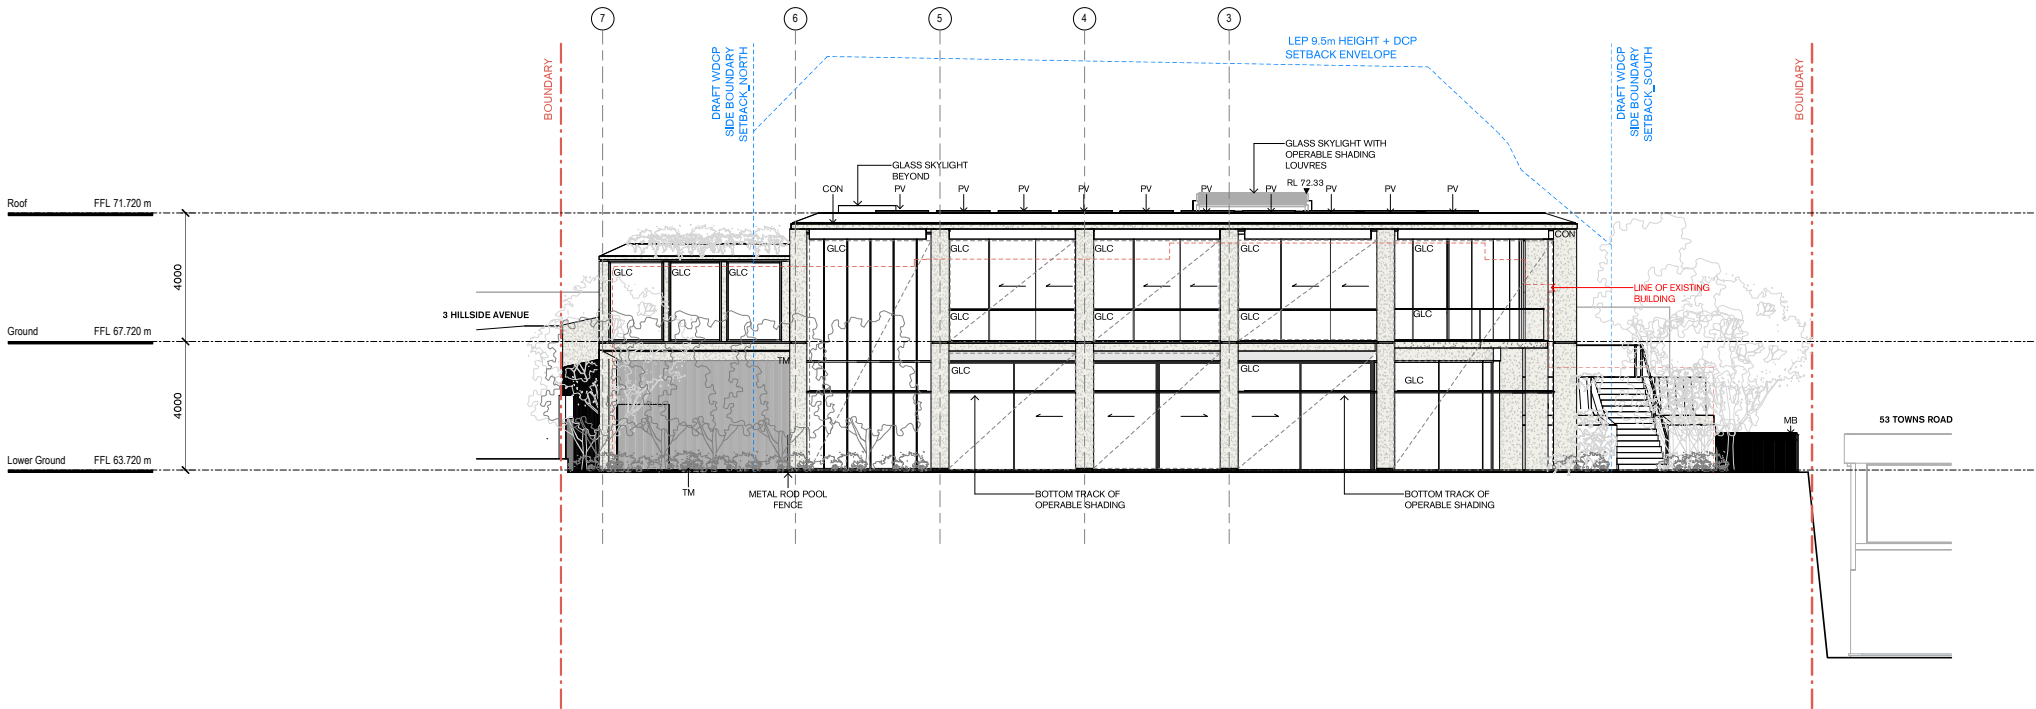 7
6
5
4
3
BOUNDARY
DRAFT WDCP
SIDE BOUNDARY
SETBACK_NORTH
LEP 9.5m HEIGHT + DCP
SETBACK ENVELOPE
DRAFT WDCP
SIDE BOUNDARY
SETBACK_SOUTH
BOUNDARY
GLASS SKYLIGHT
BEYOND
GLASS SKYLIGHT WITH
OPERABLE SHADING
LOUVRES
RL 72.33
CON
PV
PV
PV
PV
PV
PV
PV
PV
PV
PV
Roof FFL 71.720 m
CON
GLC
GLC
GLC
GLC
GLC
GLC
GLC
GLC
4000
LINE OF EXISTING
BUILDING
3 HILLSIDE AVENUE
GLC
GLC
GLC
GLC
Ground FFL 67.720 m
TM
GLC
GLC
GLC
4000
MB
53 TOWNS ROAD
Lower Ground FFL 63.720 m
TM
METAL ROD POOL
FENCE
BOTTOM TRACK OF
OPERABLE SHADING
BOTTOM TRACK OF
OPERABLE SHADING